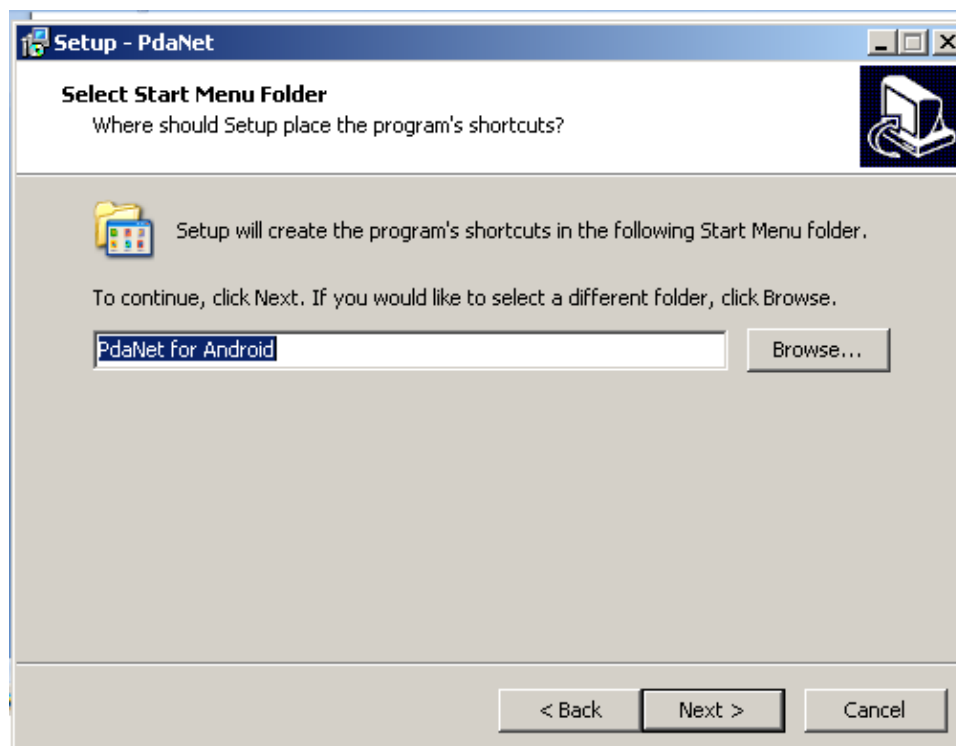 Setup - PdaNet
Select Start Menu Folder
Where should Setup place the program's shortcuts?
Setup will create the program's shortcuts in the following Start Menu folder.
To continue, click Next. If you would like to select a different folder, click Browse.
PdaNet for Android
Browse...
< Back
Next >
Cancel